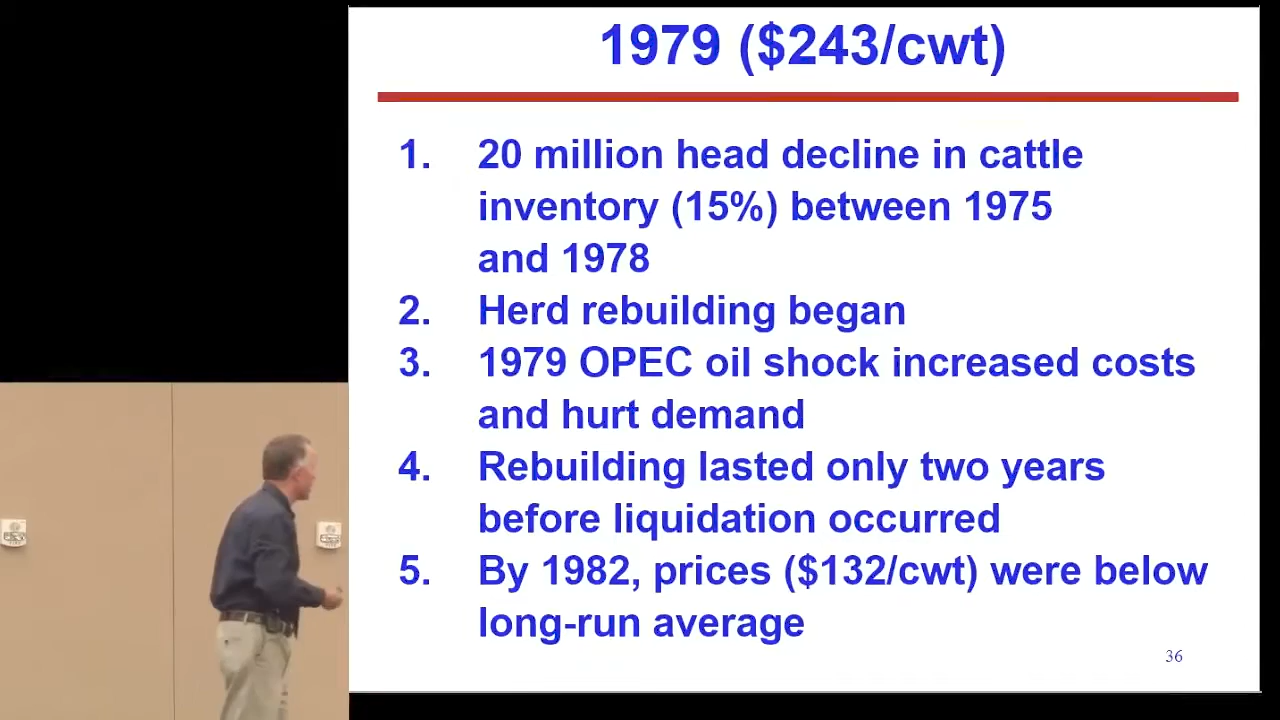 1979 ($243/cwt)
1. 20 million head decline in cattle
inventory (15%) between 1975
and 1978
2. Herd rebuilding began
3. 1979 OPEC oil shock increased costs
and hurt demand
4. Rebuilding lasted only two years
before liquidation occurred
5. By 1982, prices ($132/cwt) were below
long-run average
36